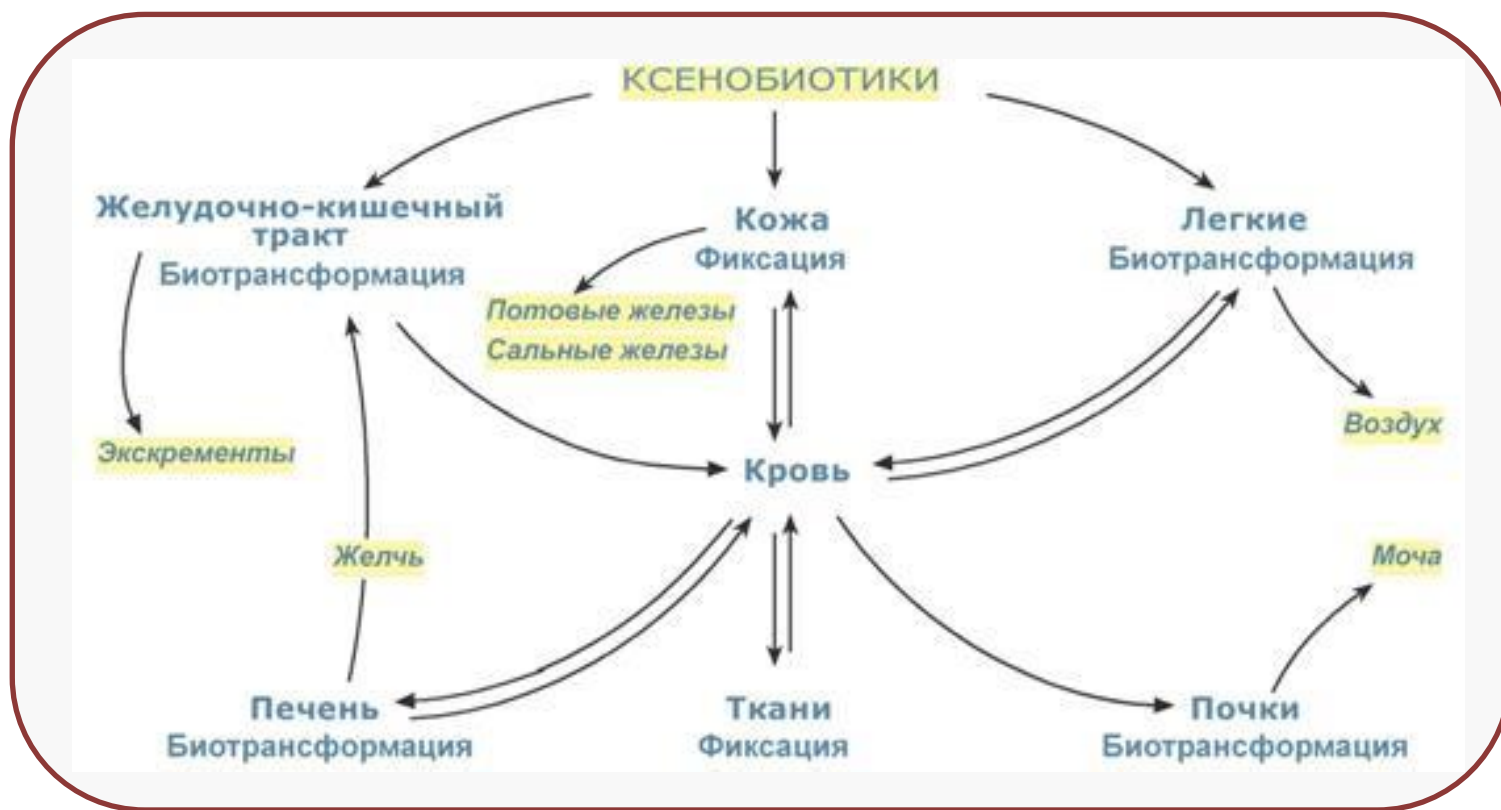 КСЕНОБИОТИКИ
Желудочно-кишечный
тракт
Биотрансформация
Кожа
Фиксация
Легкие
Биотрансформация
Потовые железы
Сальные железы
Экскременты
Воздух
Кровь
Желчь
Моча
Печень
Биотрансформация
Ткани
Фиксация
Почки
Биотрансформация